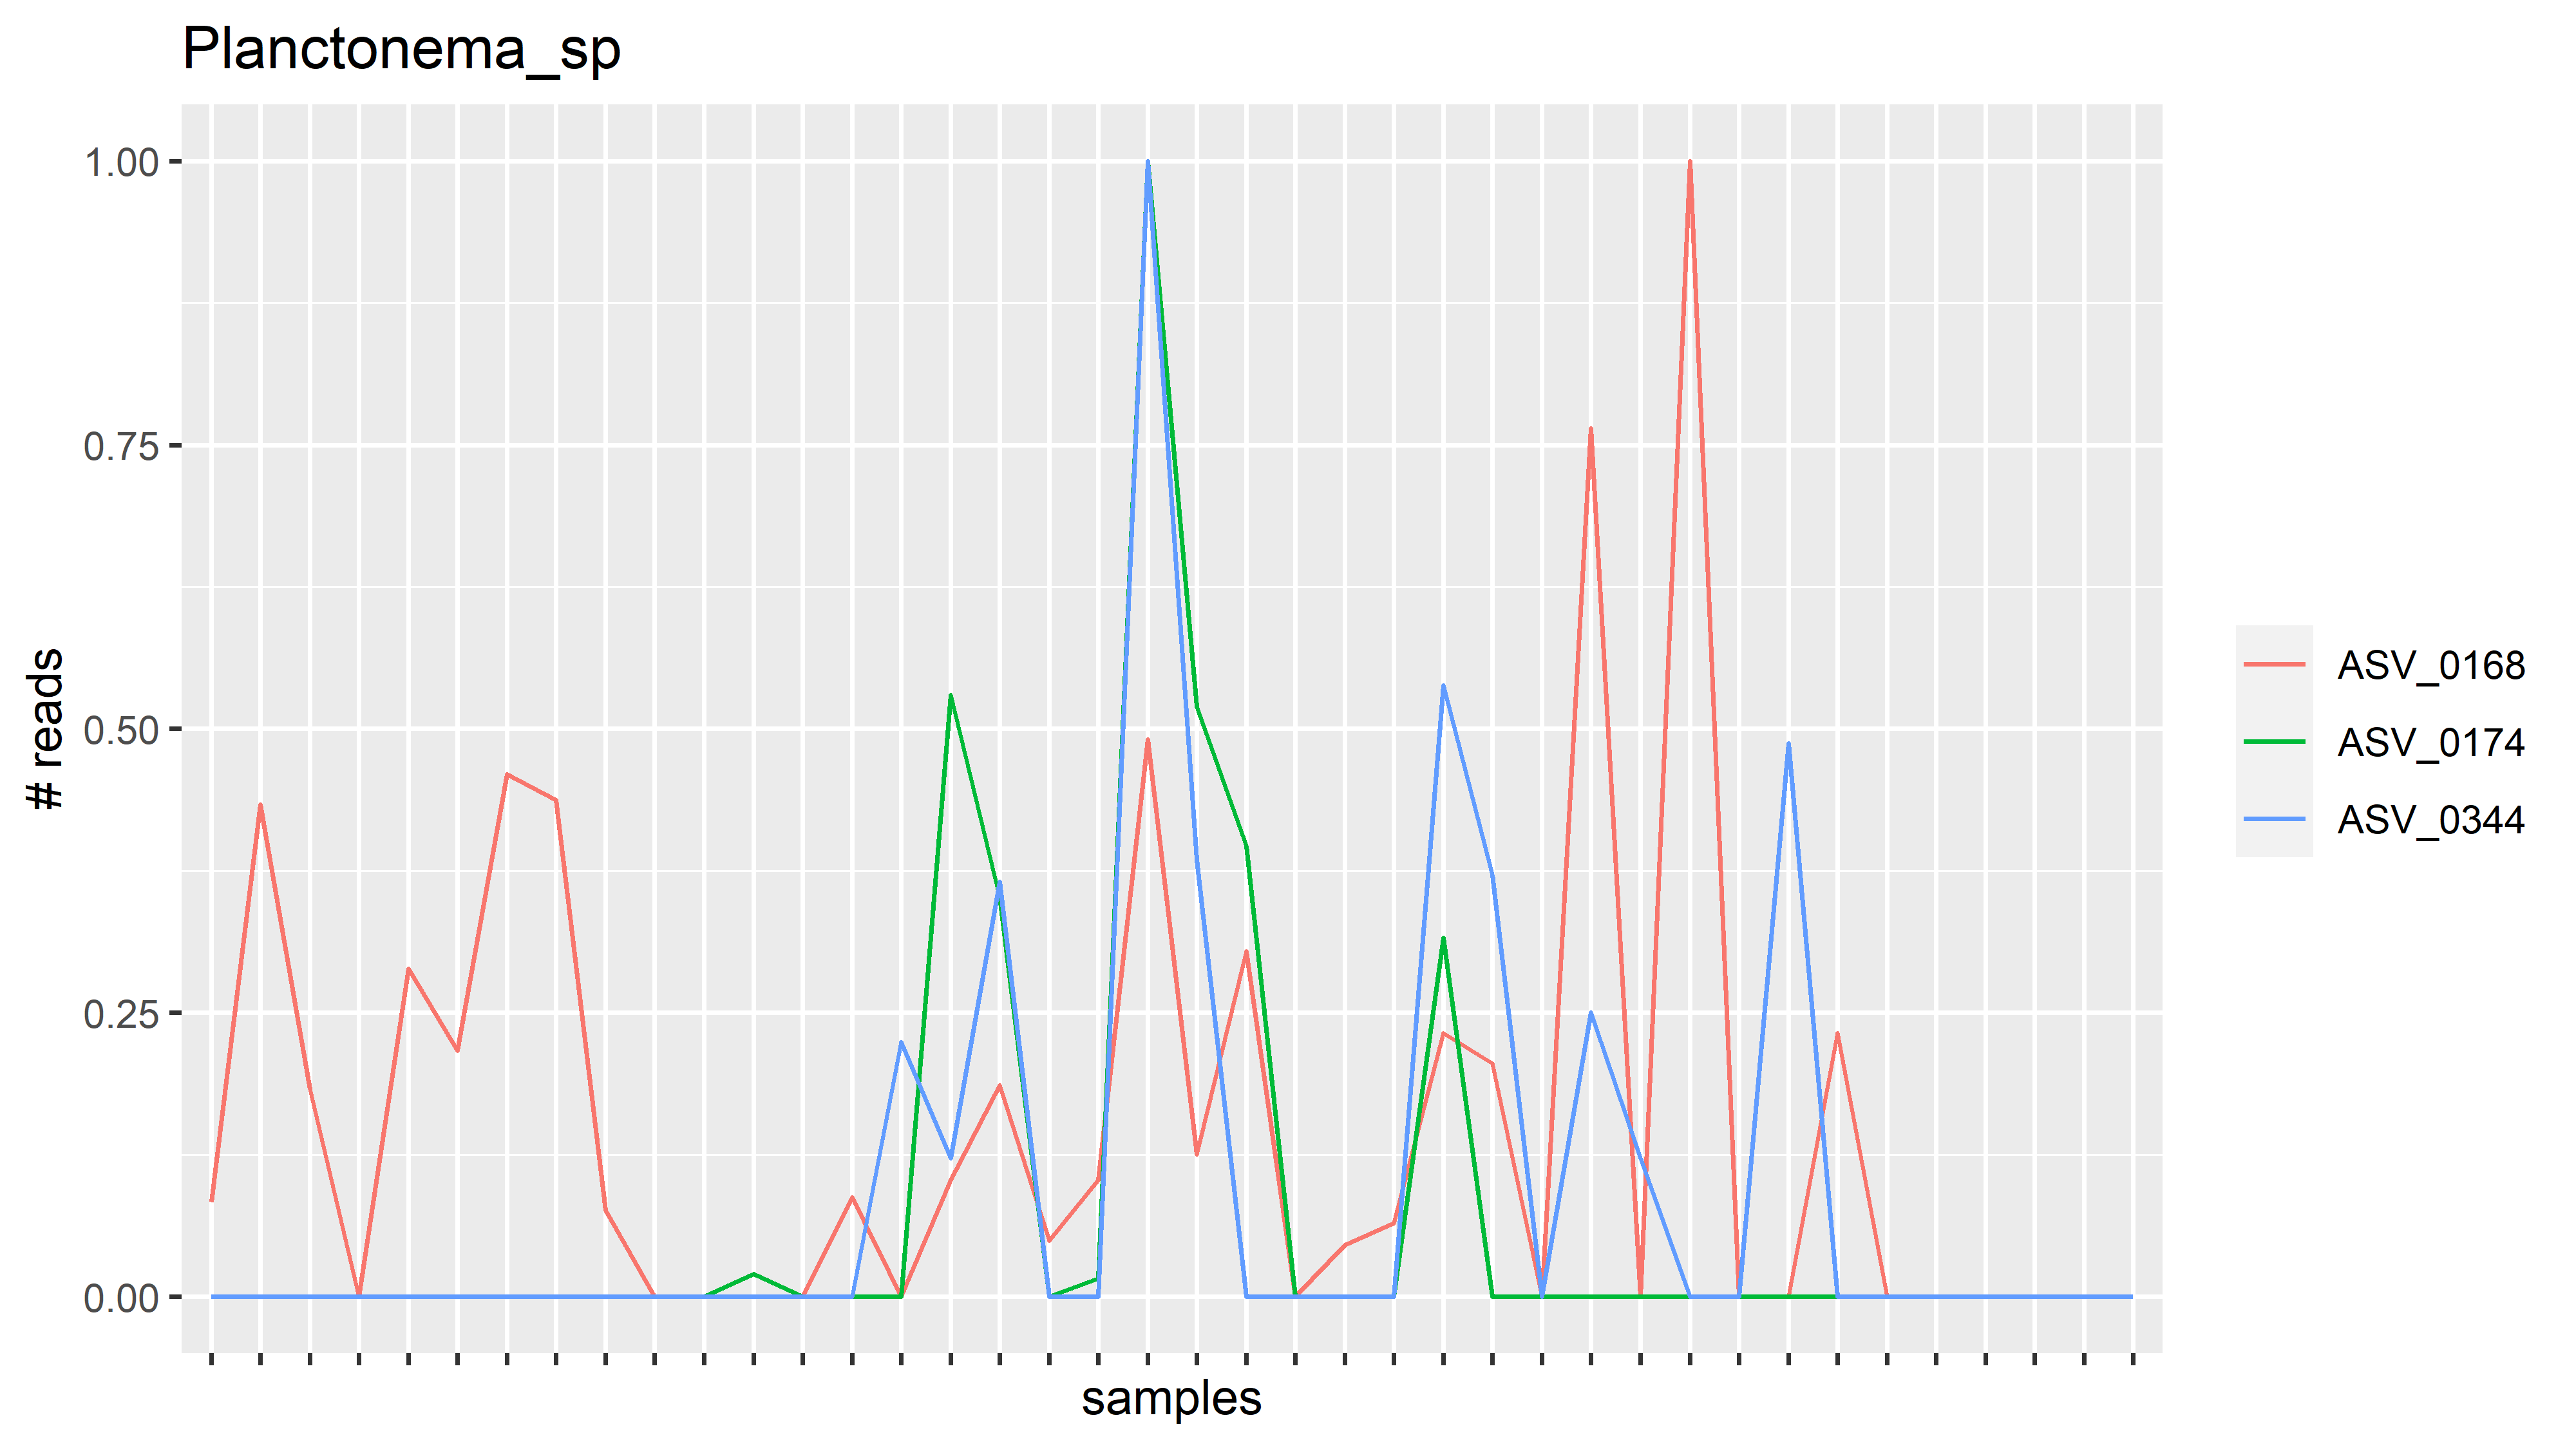 Planctonema_sp
1.00
0.75
0.50
0.25
0.00
# reads
samples
ASV_0168
ASV_0174
ASV_0344